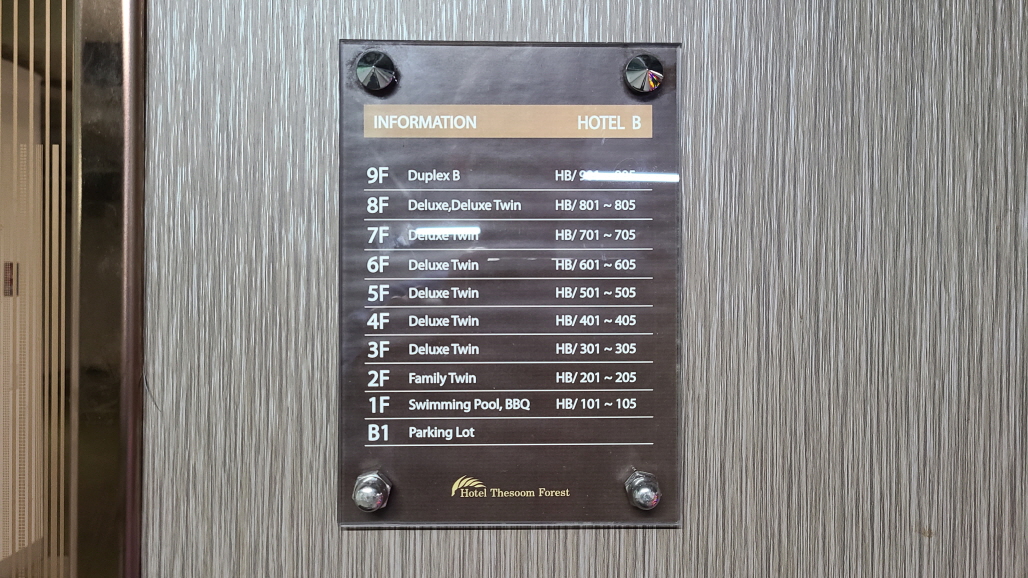 INFORMATION HOTEL B
9F Duplex B HB/ 901 ~ 905
8F Deluxe,Deluxe Twin HB/ 801 ~ 805
7F Deluxe Twin HB/ 701 ~ 705
6F Deluxe Twin HB/ 601 ~ 605
5F Deluxe Twin HB/ 501 ~ 505
4F Deluxe Twin HB/ 401 ~ 405
3F Deluxe Twin HB/ 301 ~ 305
2F Family Twin HB/ 201 ~ 205
1F Swimming Pool, BBQ HB/ 101 ~ 105
B1 Parking Lot
Hotel Thesoom Forest